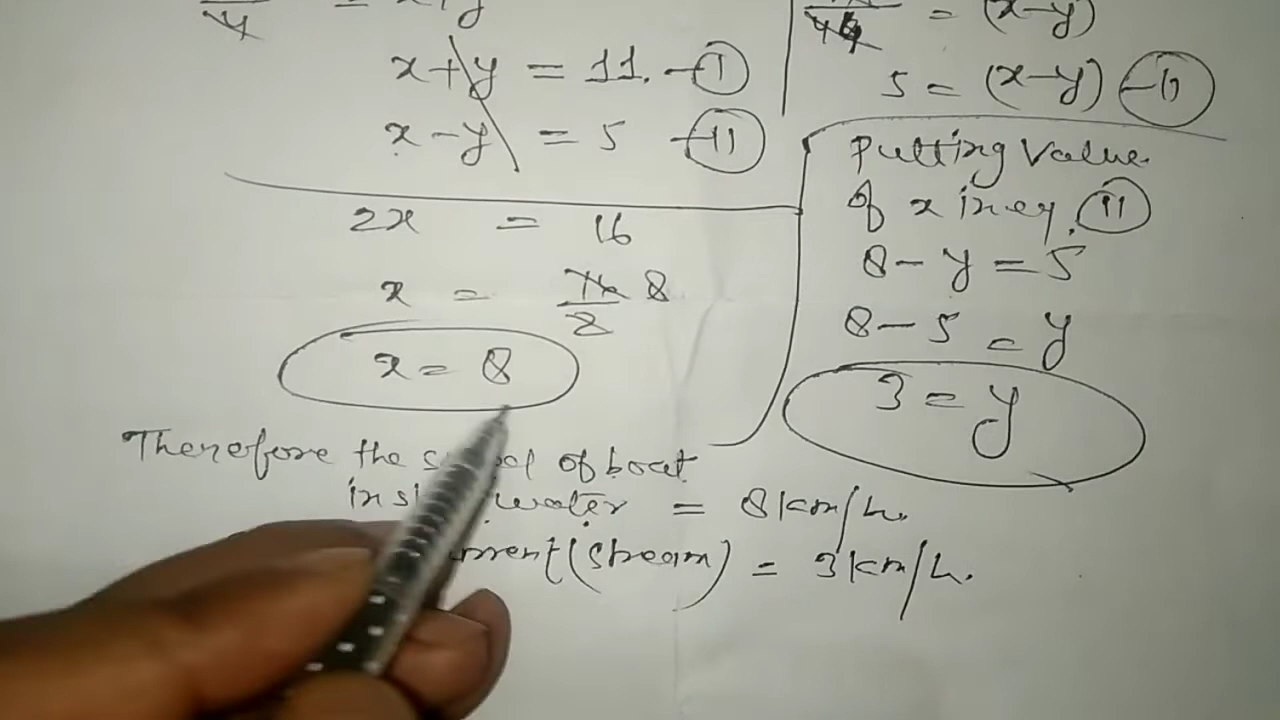 x+y = 11. – I
x – y = 5 – II
2x = 16
x = 16/2 8
x = 8
Therefore the of boat
water = 8 km/h.
(stream) = 3 km/h.
= (x–y)
5 = (x–y) – II
Putting Value
of x in eq. II
8 – y = 5
8 – 5 = y
3 = y